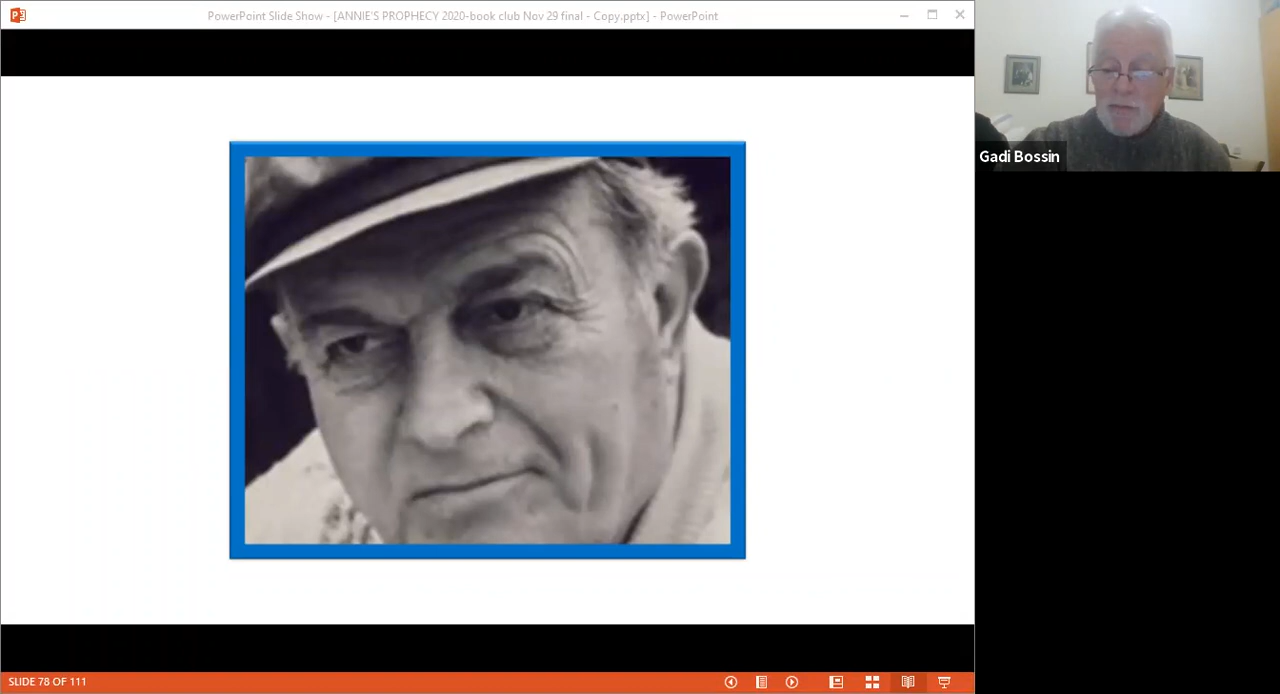 PowerPoint Slide Show - [ANNIE'S PROPHECY 2020-book club Nov 29 final - Copy.pptx] - PowerPoint
Gadi Bossin
SLIDE 78 OF 111